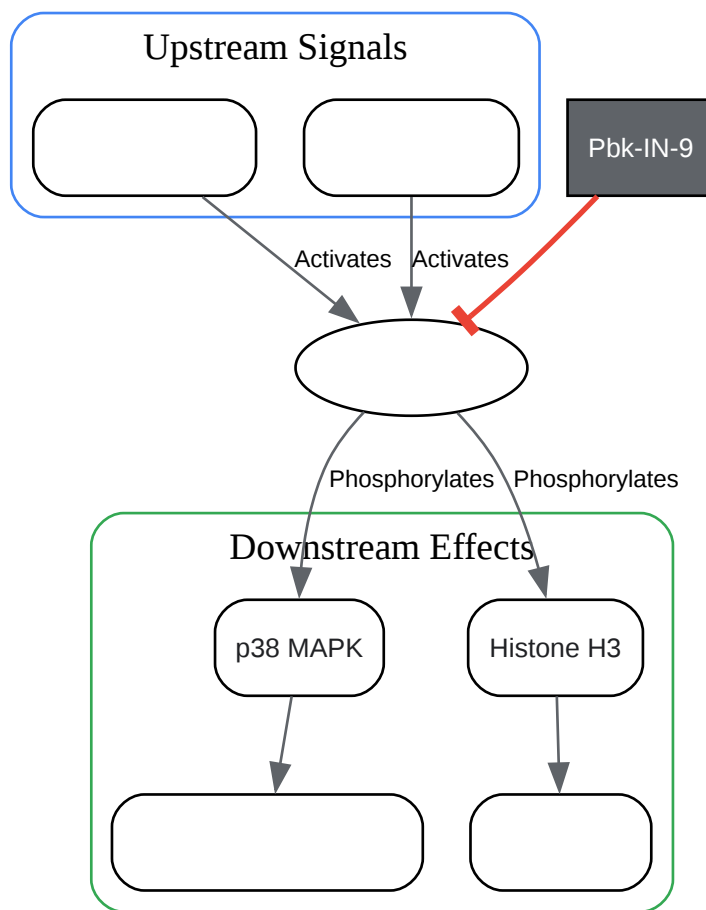 Upstream Signals
Pbk-IN-9
Activates
Activates
Phosphorylates
Phosphorylates
Downstream Effects
p38 MAPK
Histone H3